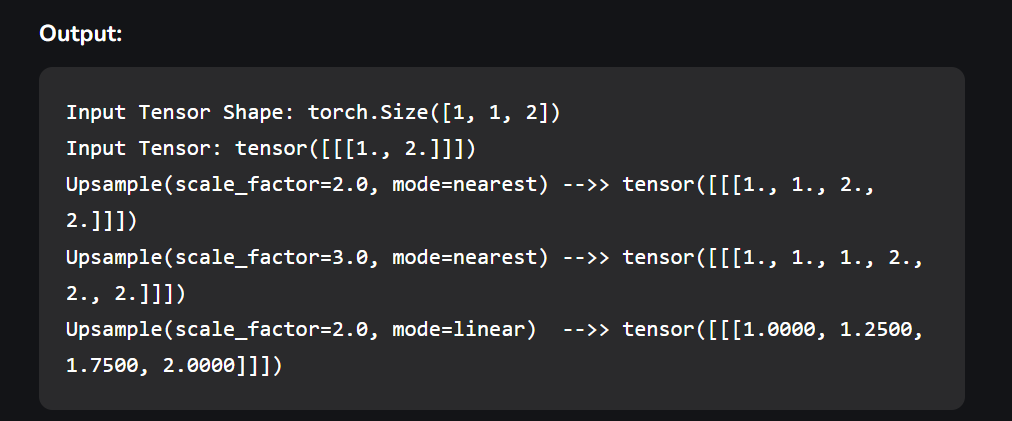 Output:
Input Tensor Shape: torch.Size([1, 1, 2])
Input Tensor: tensor([[[1., 2.]]])
Upsample(scale_factor=2.0, mode=nearest) -->> tensor([[[1., 1., 2.,
2.]]])
Upsample(scale_factor=3.0, mode=nearest) -->> tensor([[[1., 1., 1., 2.,
2., 2.]]])
Upsample(scale_factor=2.0, mode=linear)  -->> tensor([[[1.0000, 1.2500,
1.7500, 2.0000]]])